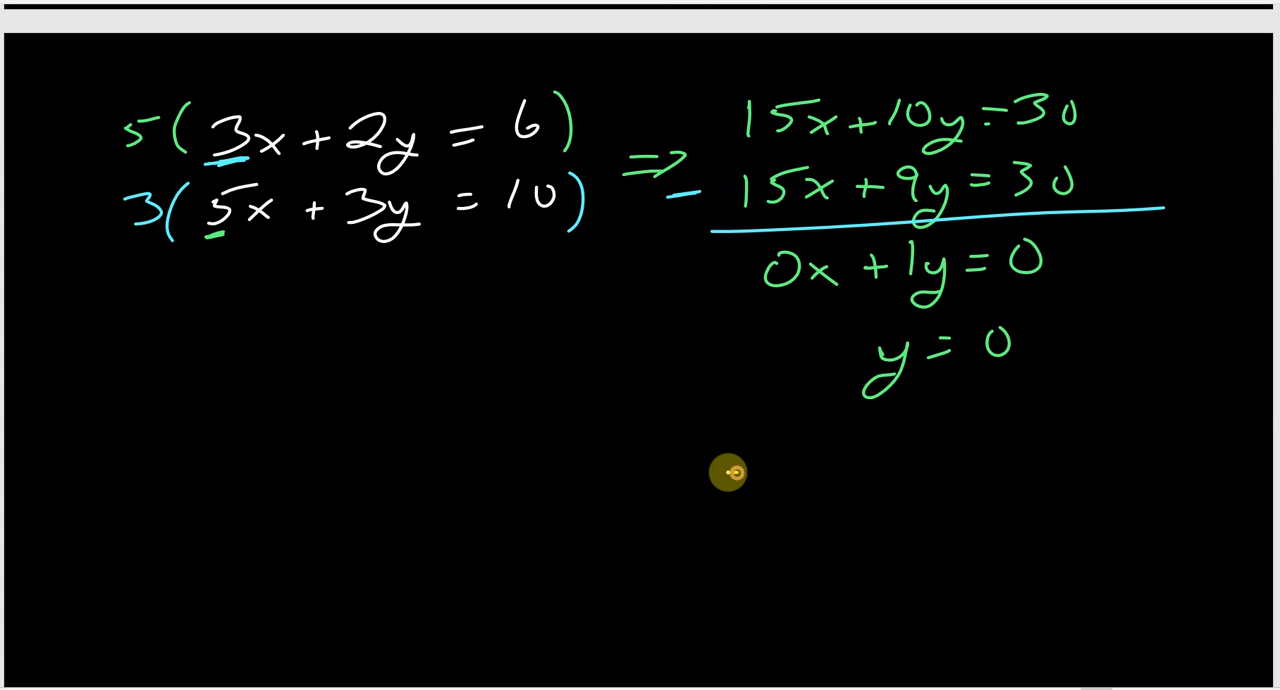 5(3x + 2y = 6)
3(5x + 3y = 10)
⇒
15x + 10y = 30
- 15x + 9y = 30
0x + 1y = 0
y = 0